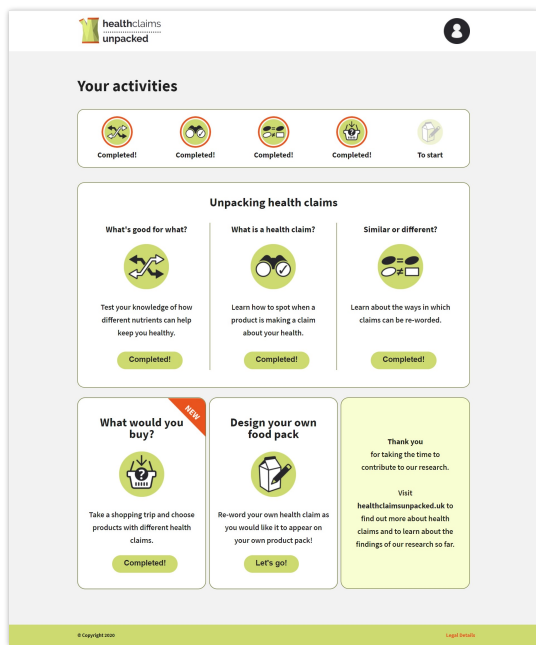 healthclaims
unpacked
Your activities
Completed!
Completed!
Completed!
Completed!
To start
Unpacking health claims
What's good for what?
Test your knowledge of how
different nutrients can help
keep you healthy.
Completed!
What is a health claim?
Learn how to spot when a
product is making a claim
about your health.
Completed!
Similar or different?
Learn about the ways in which
claims can be re-worded.
Completed!
NEW
What would you
buy?
?
Take a shopping trip and choose
products with different health
claims.
Completed!
Design your own
food pack
Re-word your own health claim as
you would like it to appear on
your own product pack!
Let's go!
Thank you
for taking the time to
contribute to our research.
Visit
healthclaimsunpacked.uk to
find out more about health
claims and to learn about the
findings of our research so far.
© Copyright 2020
Legal Details